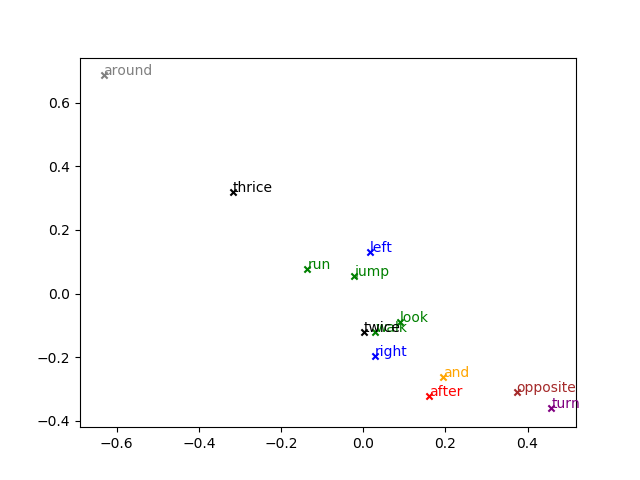 around
0.6
thrice
0.4
left
0.2
run
jump
0.0
look
twice
walk
right
−0.2
and
opposite
after
turn
−0.4
−0.6 −0.4 −0.2 0.0 0.2 0.4